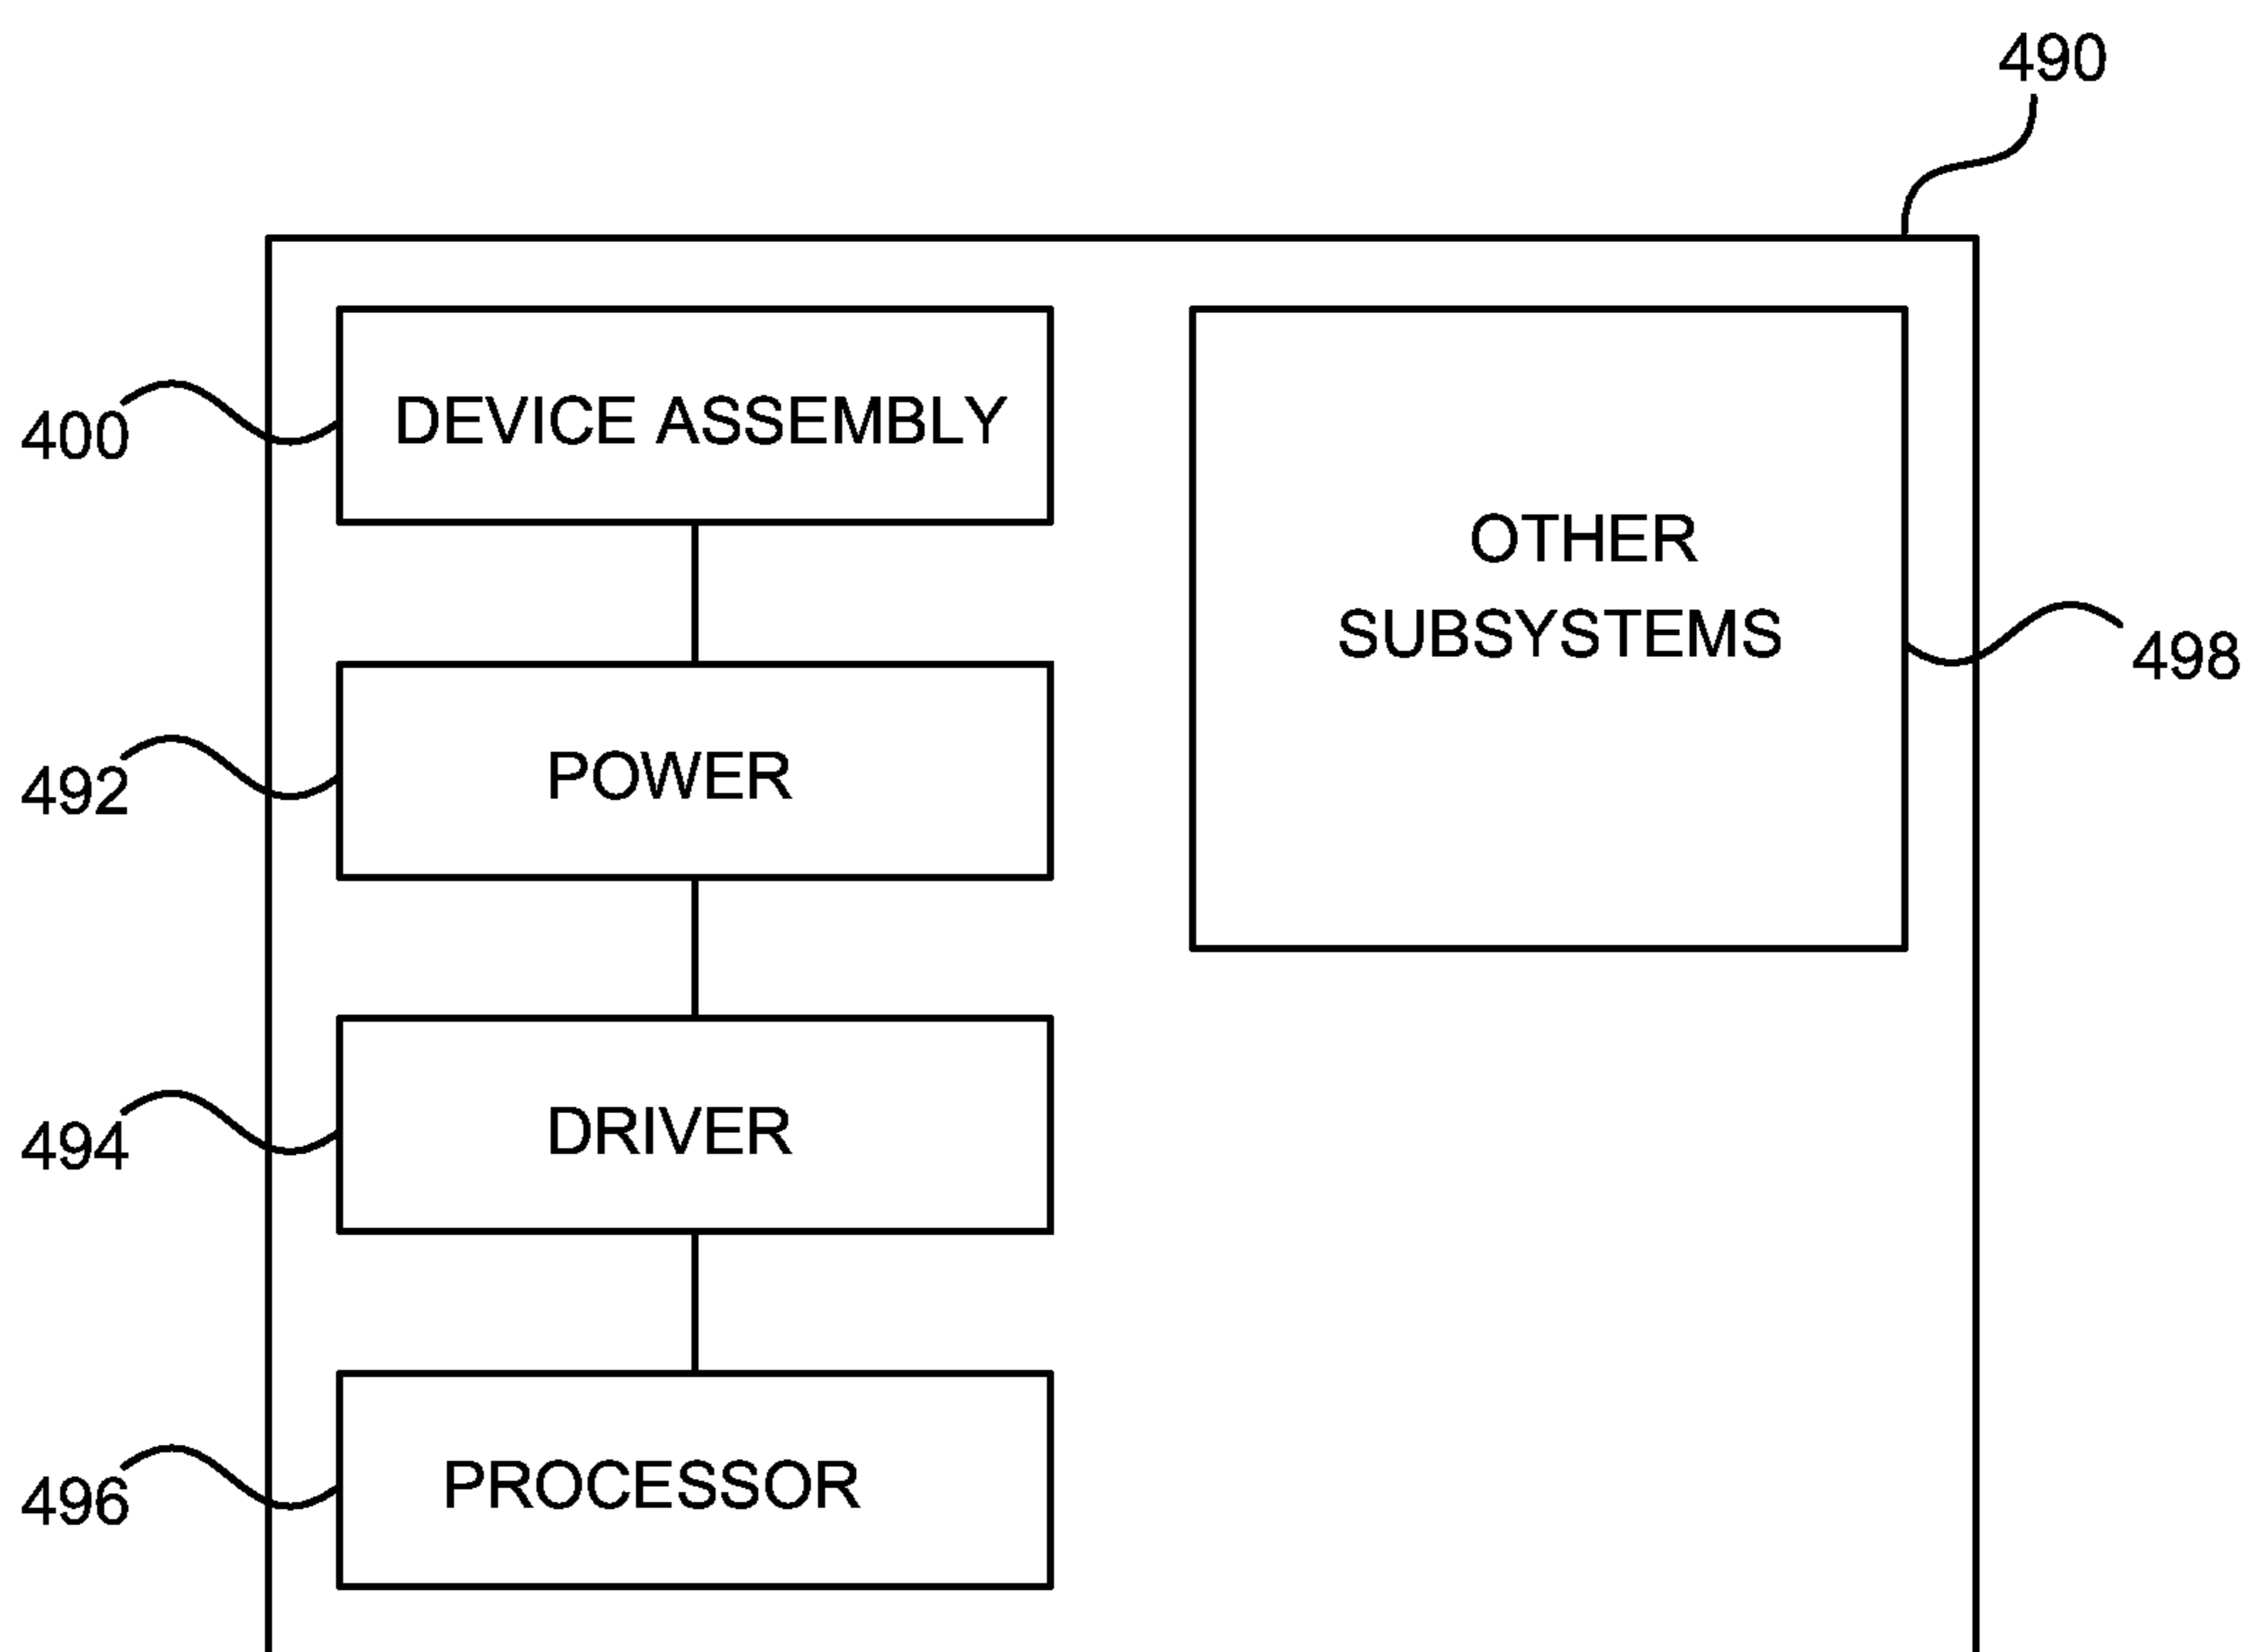 490
400
DEVICE ASSEMBLY
OTHER
SUBSYSTEMS
498
492
POWER
494
DRIVER
496
PROCESSOR